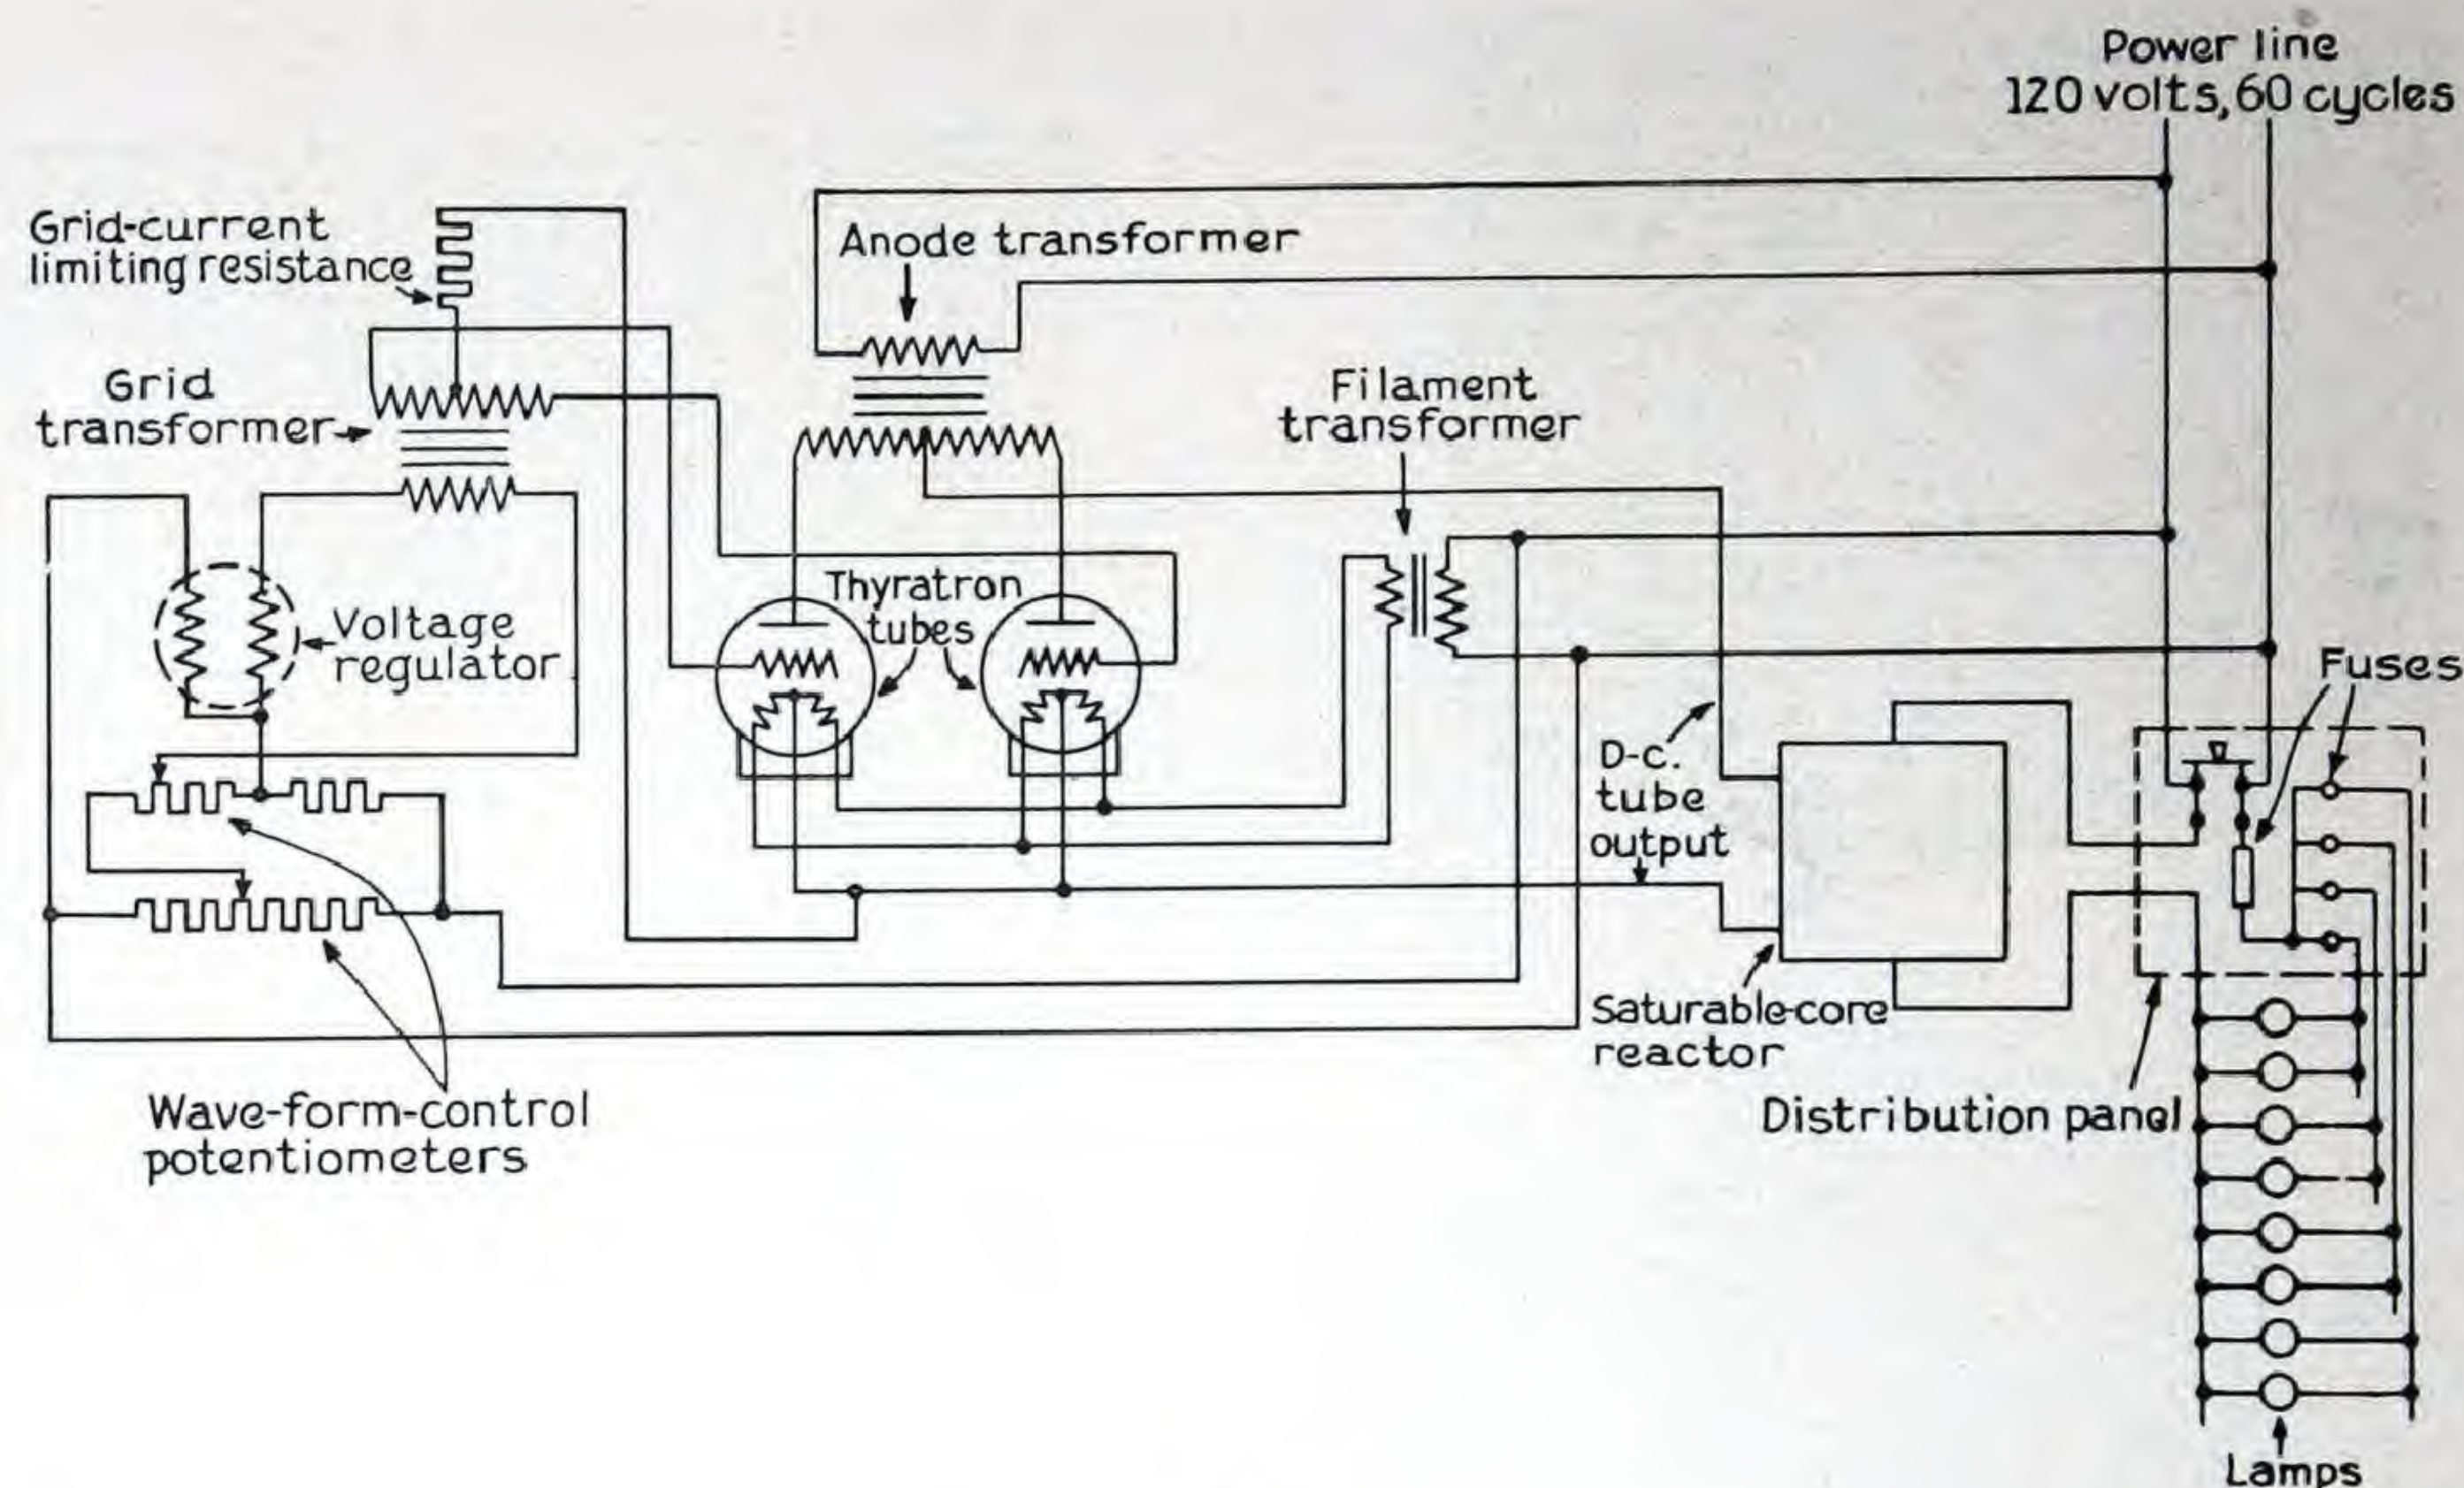 Power line
120 volts, 60 cycles
Grid-current
limiting resistance
Anode transformer
Grid
transformer
Filament
transformer
Thyratron
tubes
Voltage
regulator
Fuses
D-c.
tube
output
Saturable-core
reactor
Wave-form-control
potentiometers
Distribution panel
Lamps